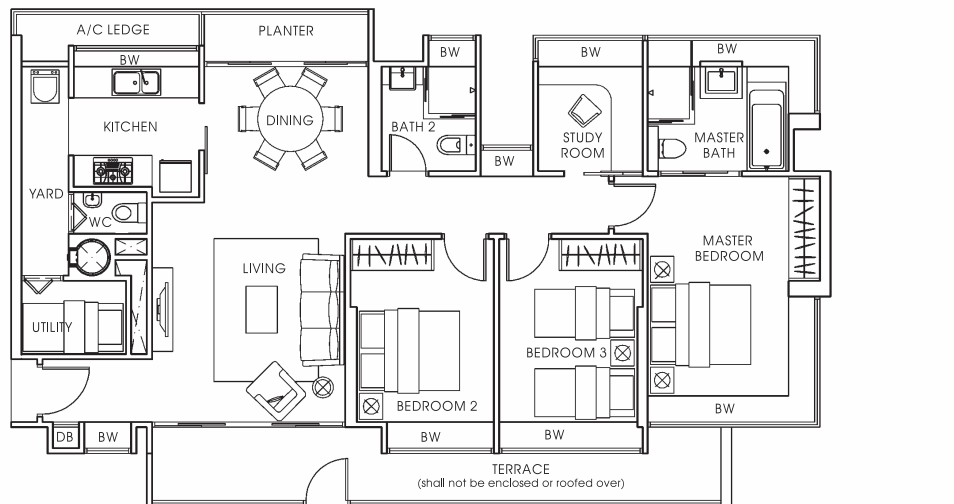 A/C LEDGE
PLANTER
BW
BW
BW
BW
KITCHEN
DINING
BATH 2
STUDY
ROOM
MASTER
BATH
BW
YARD
WC
LIVING
MASTER
BEDROOM
UTILITY
BEDROOM 3
BEDROOM 2
BW
DB
BW
BW
BW
TERRACE
(shall not be enclosed or roofed over)